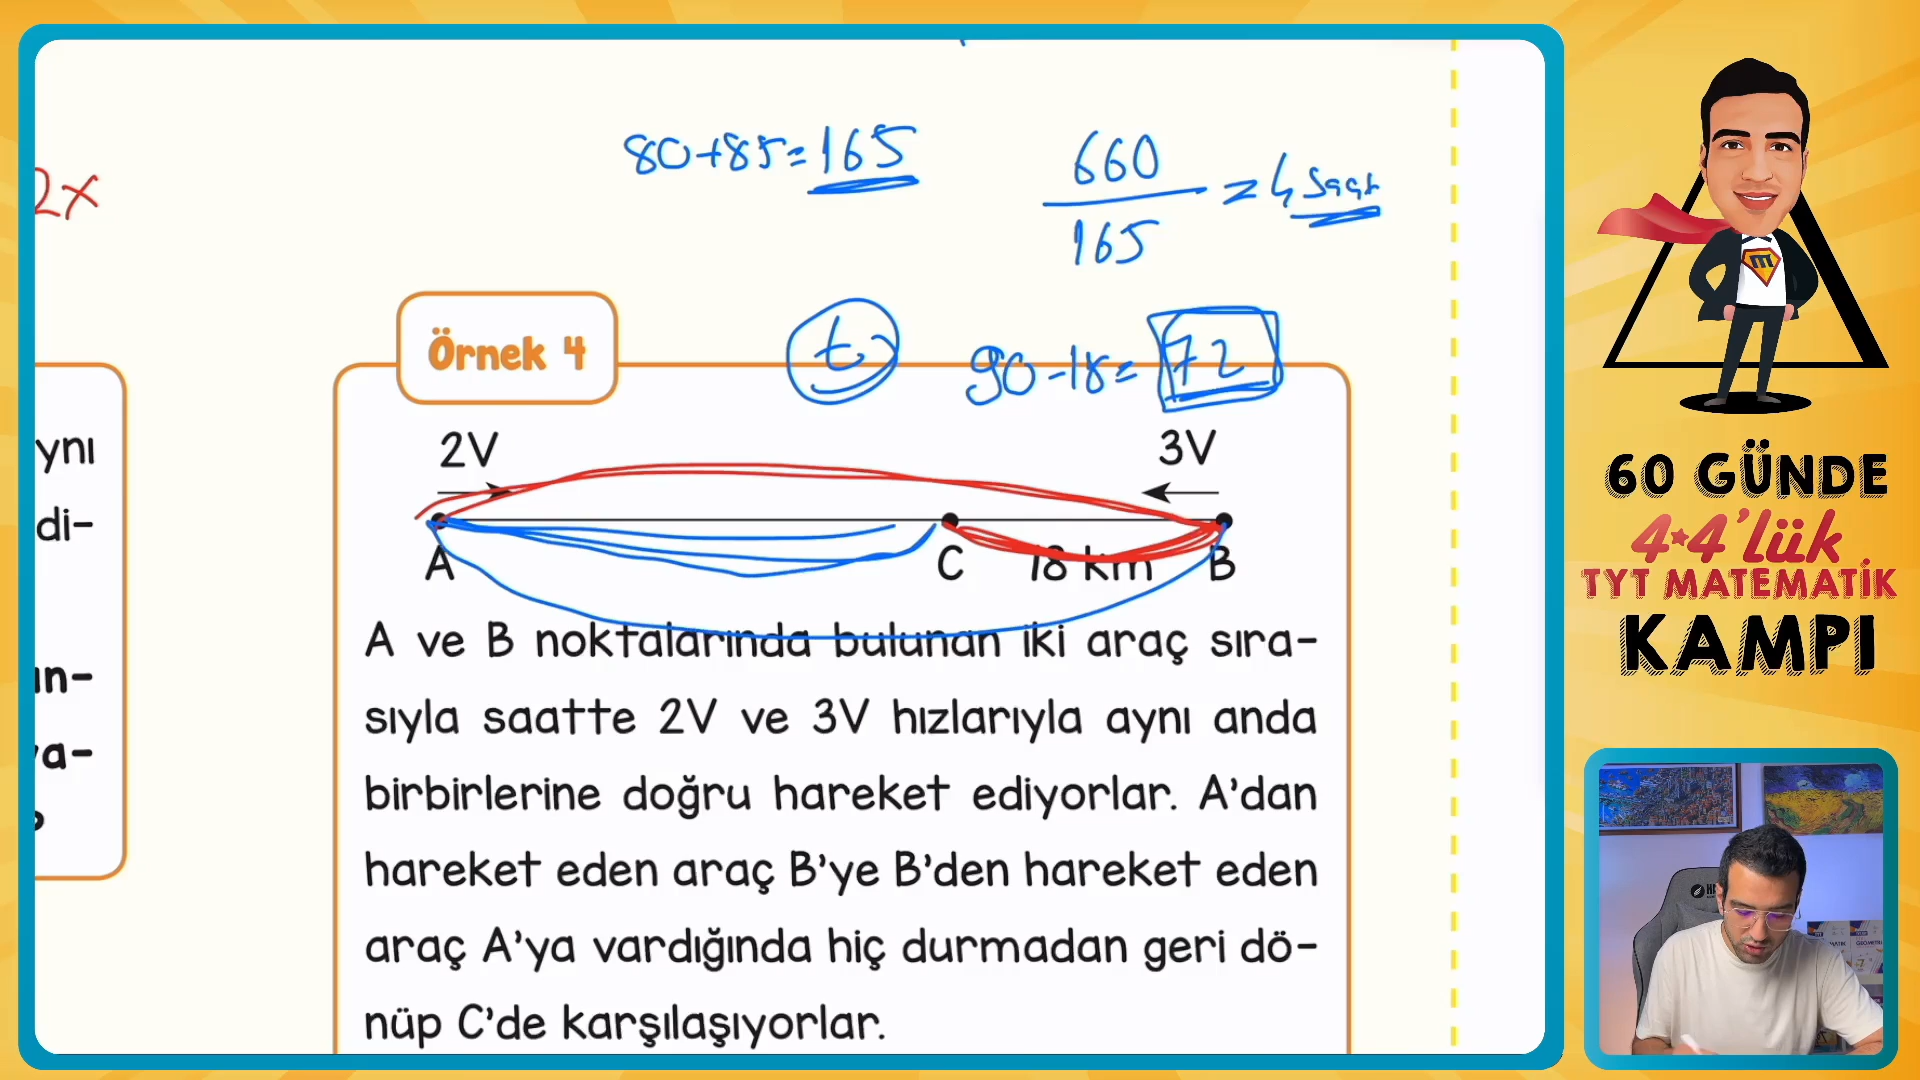 80+85=165
660
165
=4 saat
2x
Örnek 4
t
90-18=72
2V
3V
A
C
18 km
B
A ve B noktalarında bulunan iki araç sıra-
sıyla saatte 2V ve 3V hızlarıyla aynı anda
birbirlerine doğru hareket ediyorlar. A’dan
hareket eden araç B’ye B’den hareket eden
araç A’ya vardığında hiç durmadan geri dö-
nüp C’de karşılaşıyorlar.
ynı
di-
ın-
a-
60 GÜNDE
4★4’lük
TYT MATEMATİK
KAMPI